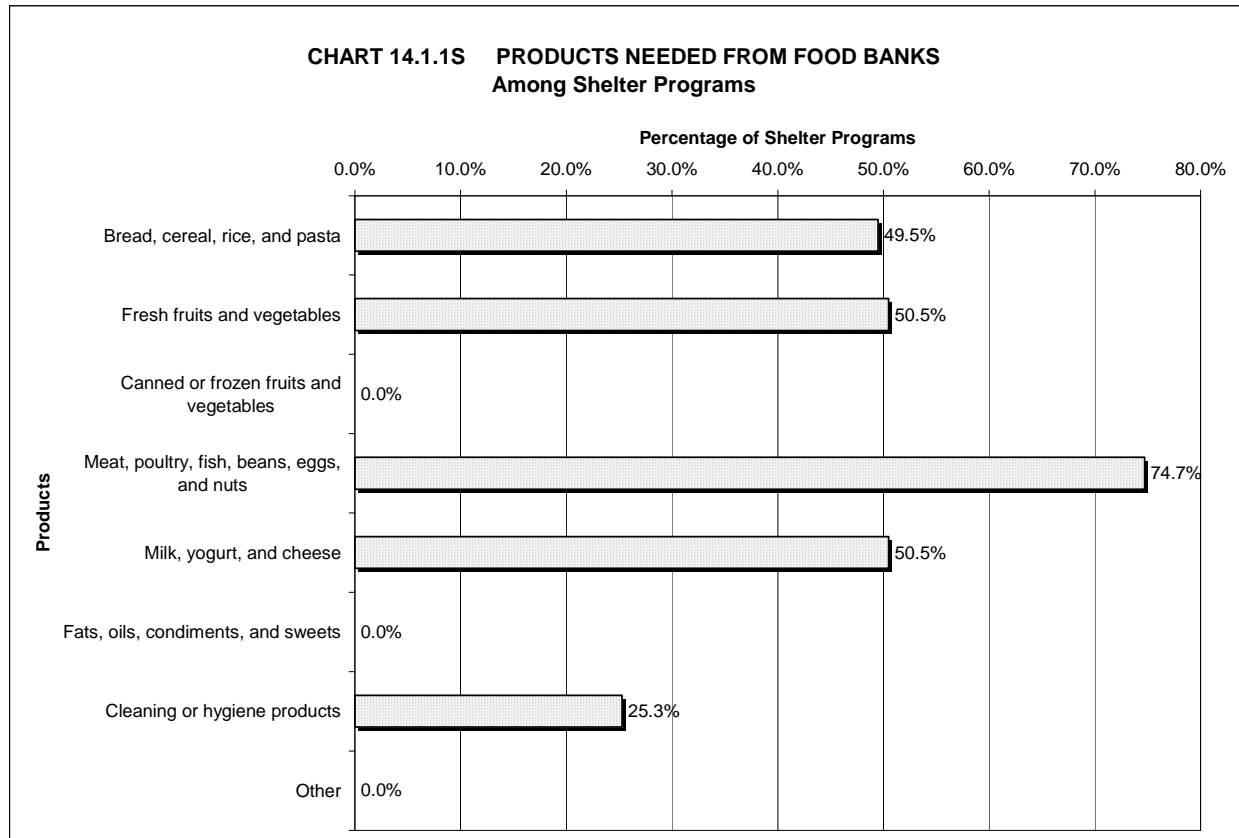 CHART 14.1.1S PRODUCTS NEEDED FROM FOOD BANKS
Among Shelter Programs
Percentage of Shelter Programs
0.0% 10.0% 20.0% 30.0% 40.0% 50.0% 60.0% 70.0% 80.0%
Products
Bread, cereal, rice, and pasta 49.5%
Fresh fruits and vegetables 50.5%
Canned or frozen fruits and
vegetables 0.0%
Meat, poultry, fish, beans, eggs,
and nuts 74.7%
Milk, yogurt, and cheese 50.5%
Fats, oils, condiments, and sweets 0.0%
Cleaning or hygiene products 25.3%
Other 0.0%